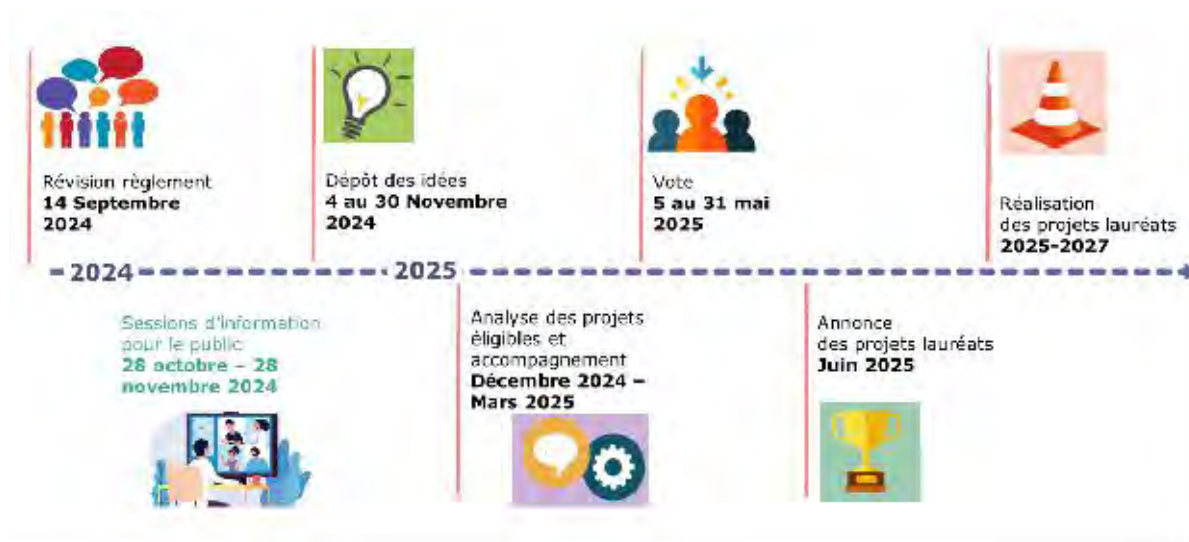 Révision règlement
14 Septembre
2024
Dépôt des idées
4 au 30 Novembre
2024
Vote
5 au 31 mai
2025
Réalisation
des projets lauréats
2025-2027
2024
2025
Sessions d'information
pour le public
28 octobre – 28
novembre 2024
Analyse des projets
éligibles et
accompagnement
Décembre 2024 –
Mars 2025
Annonce
des projets lauréats
Juin 2025